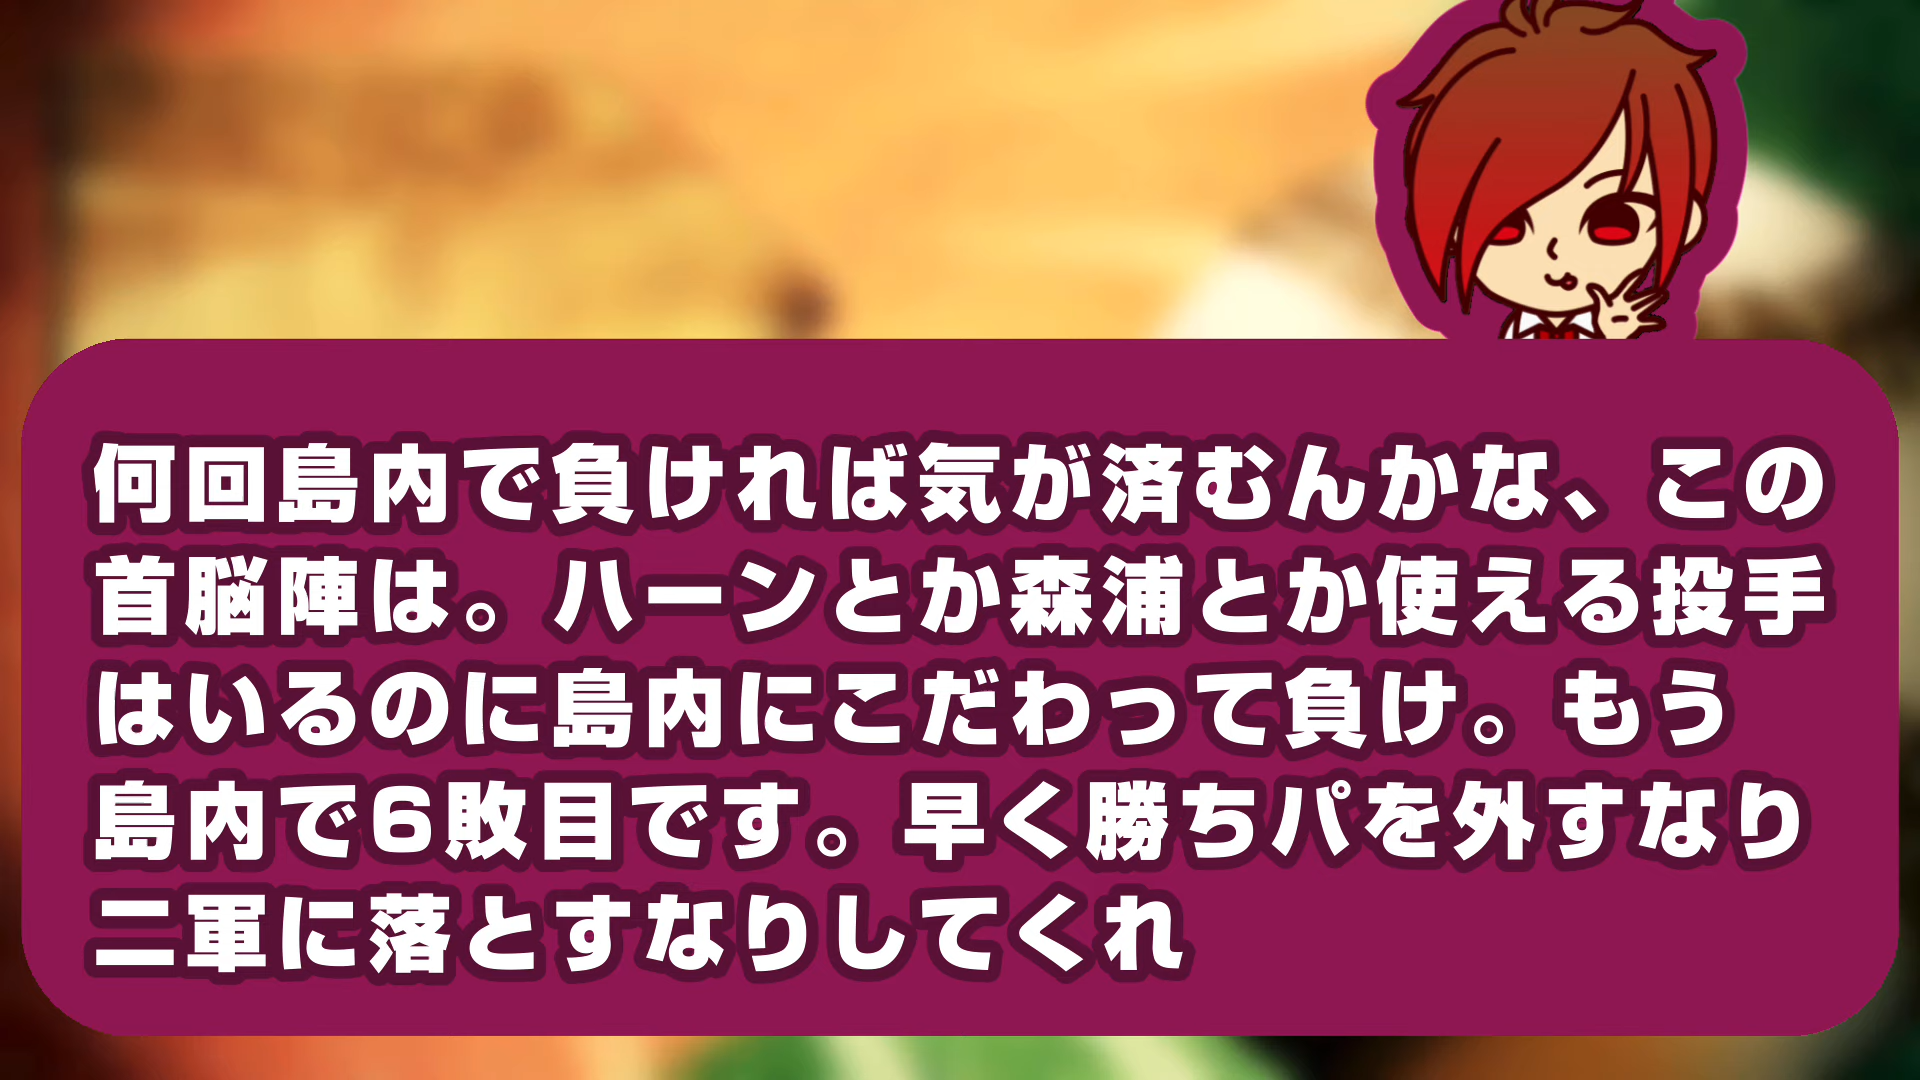 何回島内で負ければ気が済むんかな、この
首脳陣は。ハーンとか森浦とか使える投手
はいるのに島内にこだわって負け。もう
島内で6敗目です。早く勝ちパを外すなり
二軍に落とすなりしてくれ